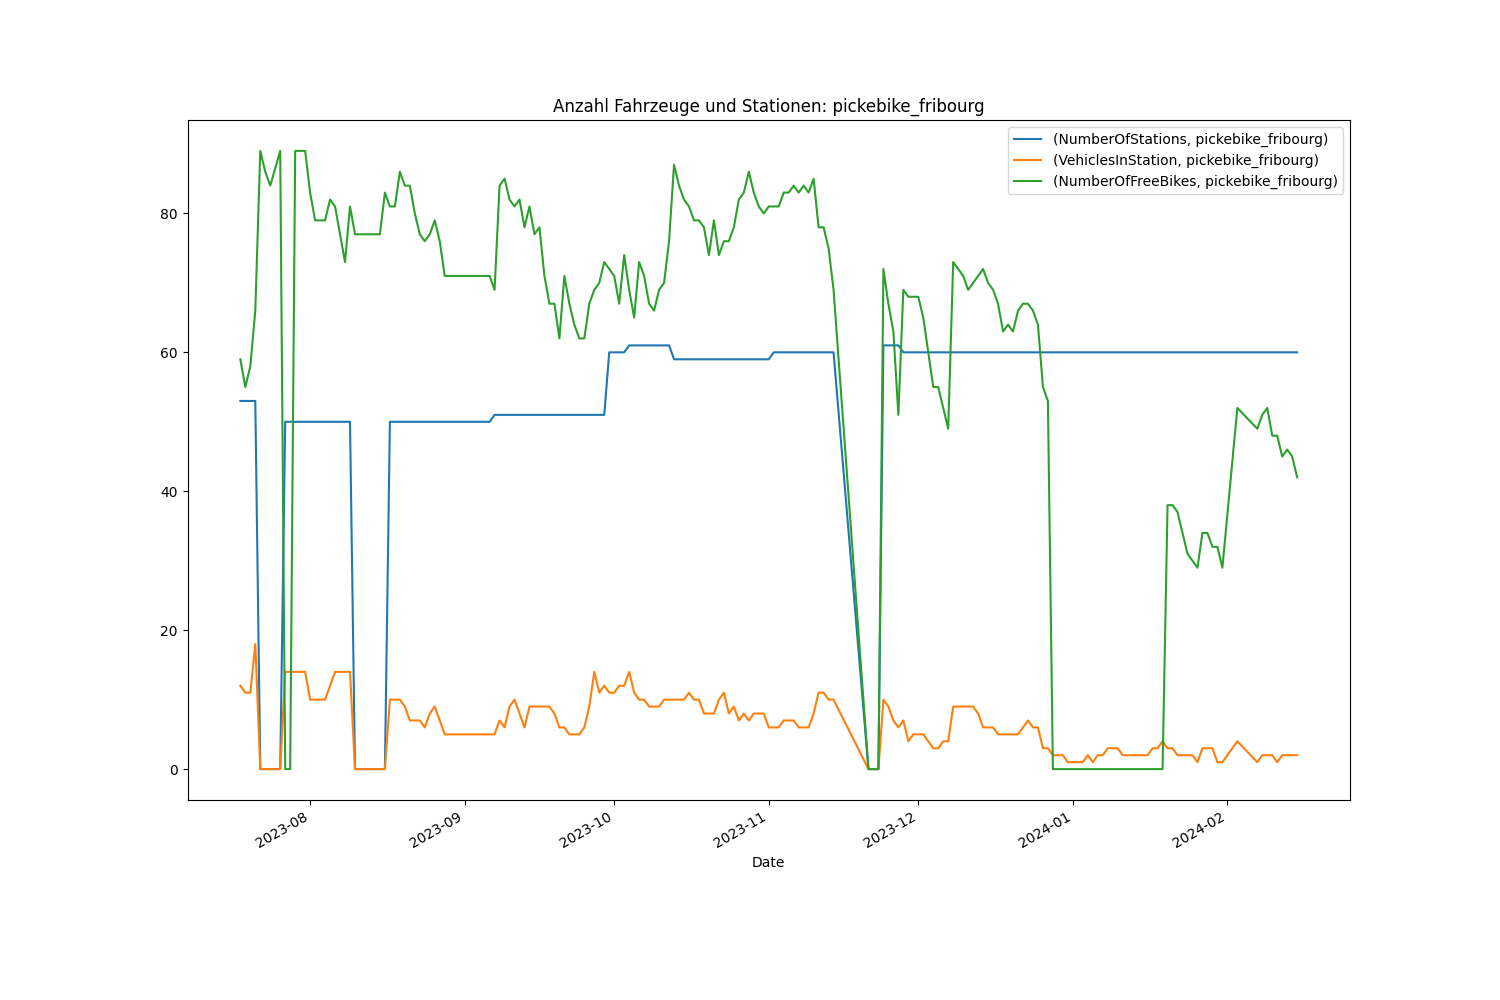 Anzahl Fahrzeuge und Stationen: pickebike_fribourg
(NumberOfStations, pickebike_fribourg)
(VehiclesInStation, pickebike_fribourg)
(NumberOfFreeBikes, pickebike_fribourg)
80
60
40
20
0
2023-08
2023-09
2023-10
2023-11
2023-12
2024-01
2024-02
Date